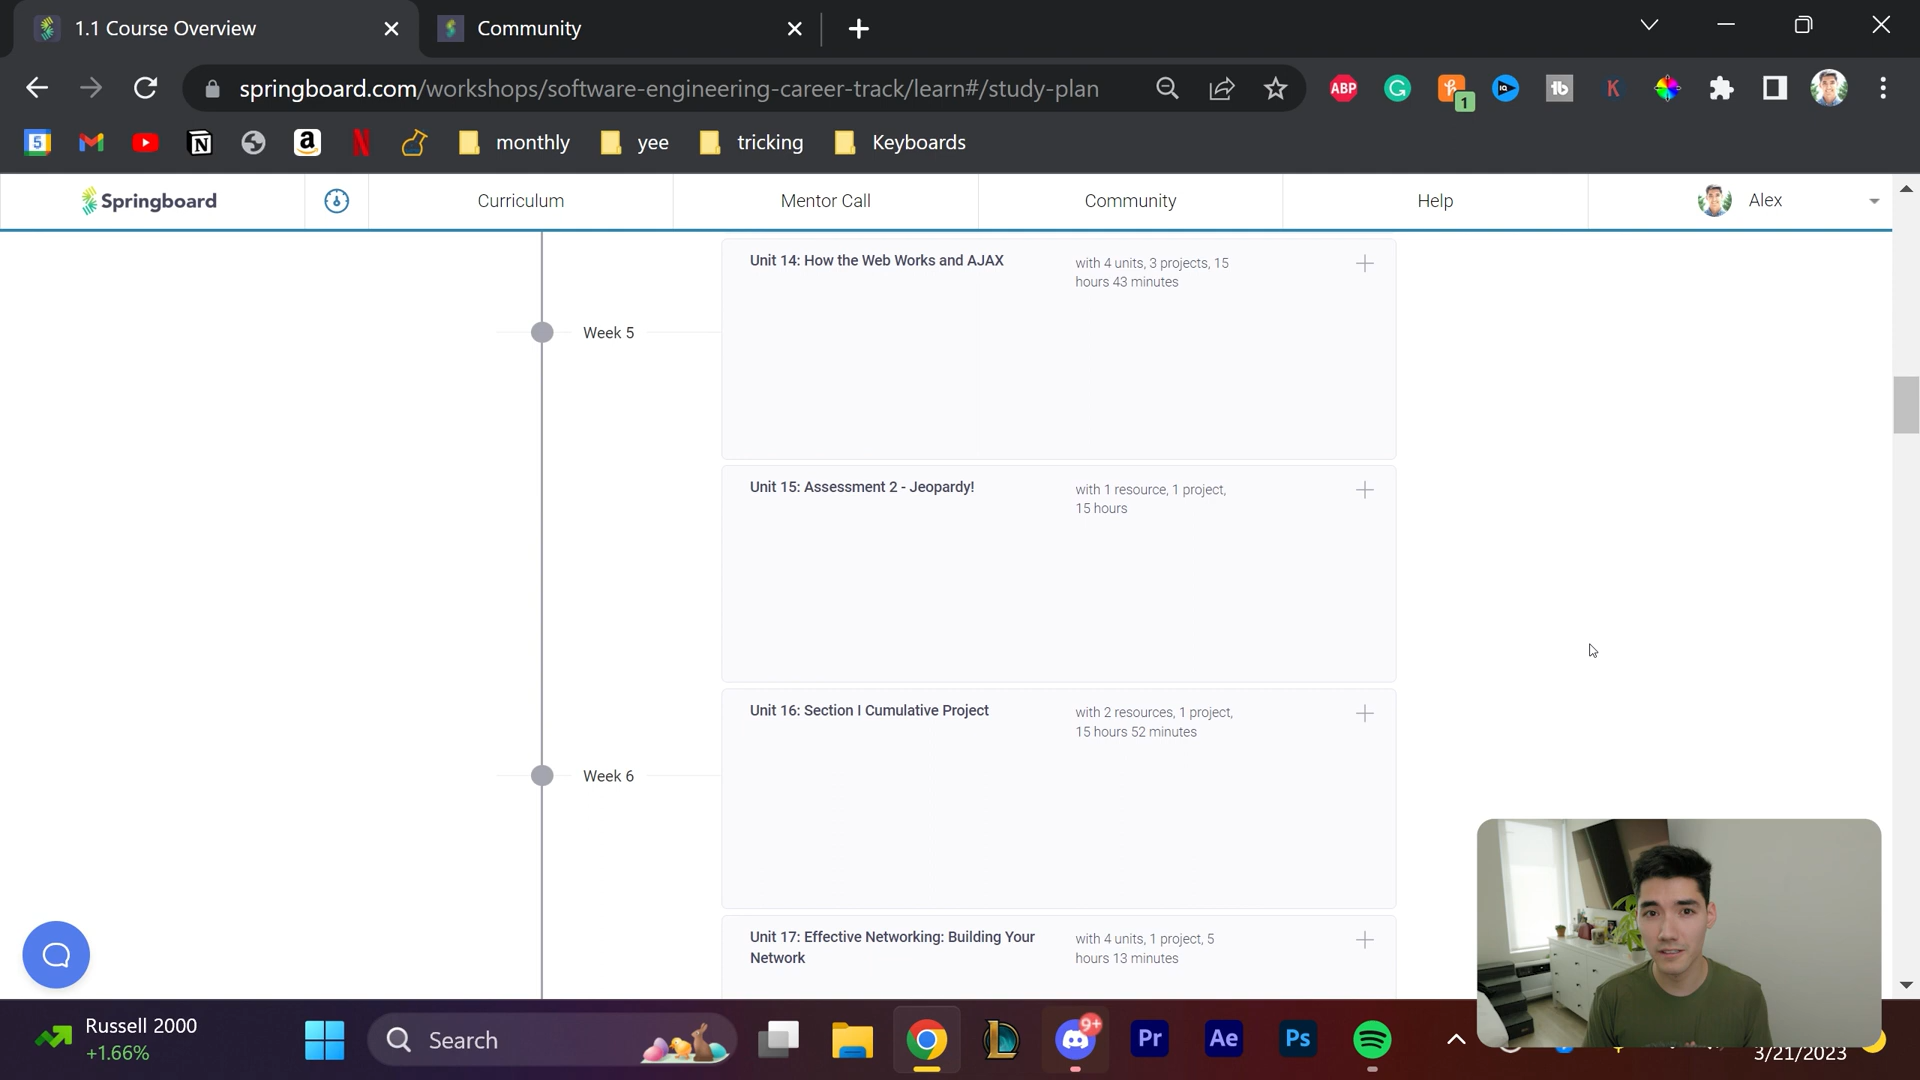 1.1 Course Overview
Community
springboard.com/workshops/software-engineering-career-track/learn#/study-plan
ABP
1
IQ
tb
K
5
monthly
yee
tricking
Keyboards
Springboard
Curriculum
Mentor Call
Community
Help
Alex
Unit 14: How the Web Works and AJAX
with 4 units, 3 projects, 15
hours 43 minutes
Week 5
Unit 15: Assessment 2 - Jeopardy!
with 1 resource, 1 project,
15 hours
Unit 16: Section I Cumulative Project
with 2 resources, 1 project,
15 hours 52 minutes
Week 6
Unit 17: Effective Networking: Building Your
Network
with 4 units, 1 project, 5
hours 13 minutes
Russell 2000
+1.66%
Search
9+
Pr
Ae
Ps
3/21/2023